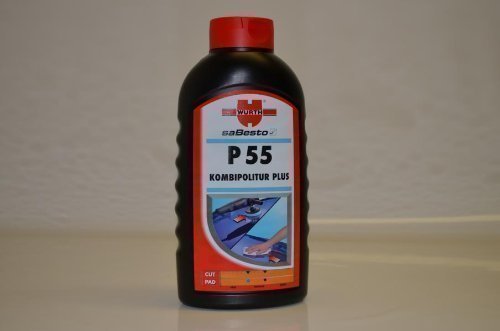 WÜRTH
saBesto
P 55
KOMBIPOLITUR PLUS
CUT
PAD